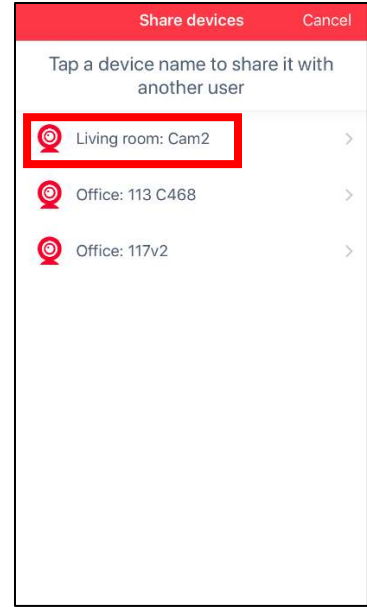 Share devices Cancel
Tap a device name to share it with
another user
Living room: Cam2
Office: 113 C468
Office: 117v2